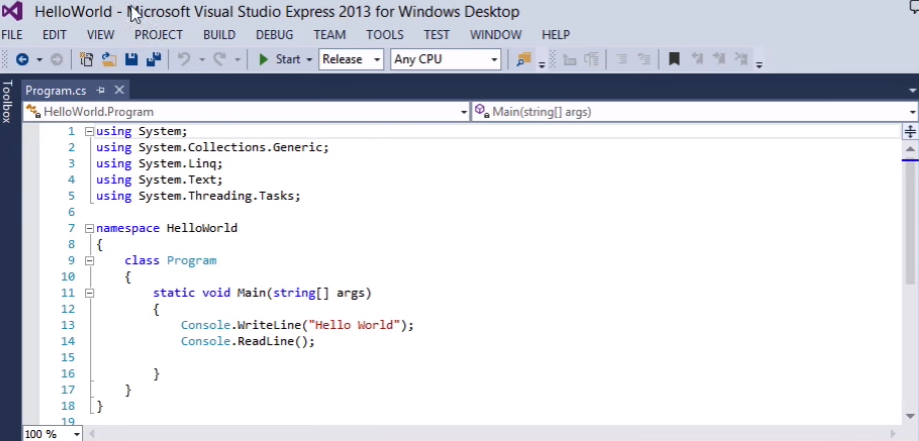 HelloWorld - Microsoft Visual Studio Express 2013 for Windows Desktop
FILE EDIT VIEW PROJECT BUILD DEBUG TEAM TOOLS TEST WINDOW HELP
Start Release Any CPU
Toolbox
Program.cs
HelloWorld.Program Main(string[] args)
1 using System;
2 using System.Collections.Generic;
3 using System.Linq;
4 using System.Text;
5 using System.Threading.Tasks;
6
7 namespace HelloWorld
8 {
9 class Program
10 {
11 static void Main(string[] args)
12 {
13 Console.WriteLine("Hello World");
14 Console.ReadLine();
15
16 }
17 }
18 }
19
100 %